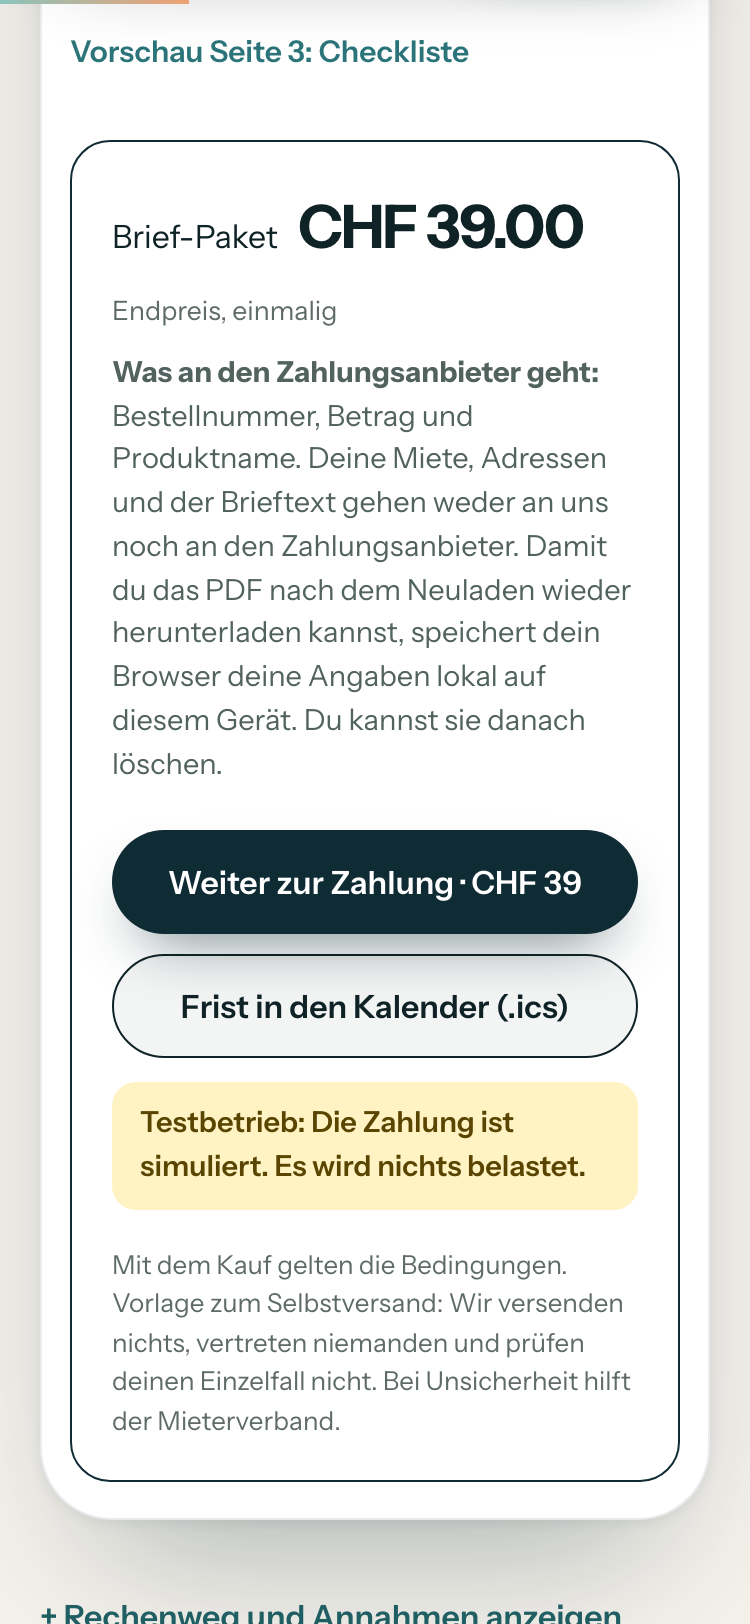 Vorschau Seite 3: Checkliste
Brief-Paket CHF 39.00
Endpreis, einmalig
Was an den Zahlungsanbieter geht:
Bestellnummer, Betrag und
Produktname. Deine Miete, Adressen
und der Brieftext gehen weder an uns
noch an den Zahlungsanbieter. Damit
du das PDF nach dem Neuladen wieder
herunterladen kannst, speichert dein
Browser deine Angaben lokal auf
diesem Gerät. Du kannst sie danach
löschen.
Weiter zur Zahlung · CHF 39
Frist in den Kalender (.ics)
Testbetrieb: Die Zahlung ist
simuliert. Es wird nichts belastet.
Mit dem Kauf gelten die Bedingungen.
Vorlage zum Selbstversand: Wir versenden
nichts, vertreten niemanden und prüfen
deinen Einzelfall nicht. Bei Unsicherheit hilft
der Mieterverband.
+ Rechenweg und Annahmen anzeigen